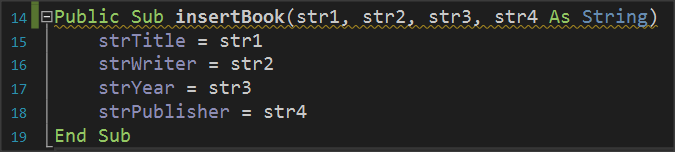 14 Public Sub insertBook(str1, str2, str3, str4 As String)
15 strTitle = str1
16 strWriter = str2
17 strYear = str3
18 strPublisher = str4
19 End Sub